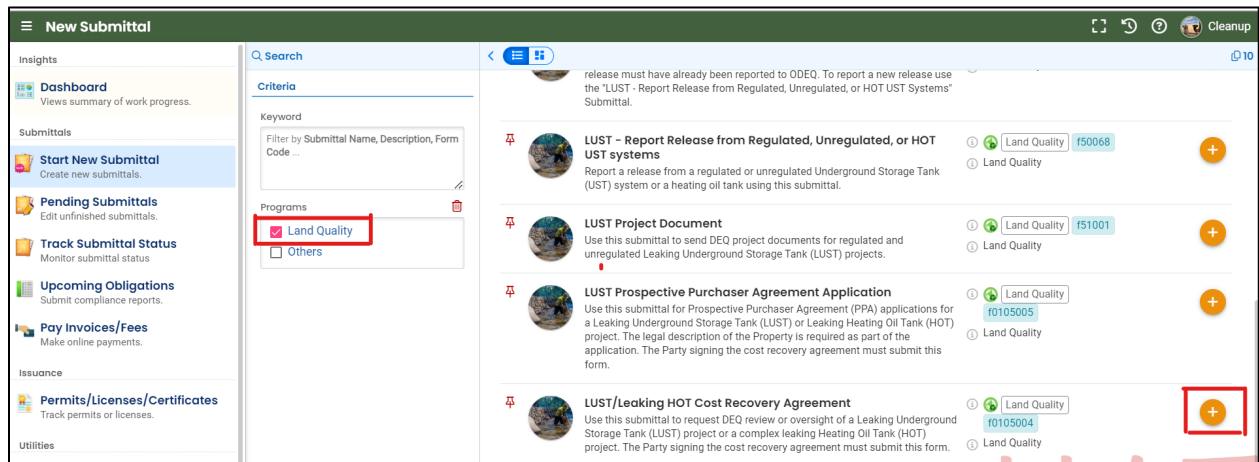 New Submittal
Cleanup
Insights
Dashboard
Views summary of work progress.
Submittals
Start New Submittal
Create new submittals.
Pending Submittals
Edit unfinished submittals.
Track Submittal Status
Monitor submittal status
Upcoming Obligations
Submit compliance reports.
Pay Invoices/Fees
Make online payments.
Issuance
Permits/Licenses/Certificates
Track permits or licenses.
Utilities
Search
Criteria
Keyword
Filter by Submittal Name, Description, Form
Code ...
Programs
Land Quality
Others
10
release must have already been reported to ODEQ. To report a new release use
the "LUST - Report Release from Regulated, Unregulated, or HOT UST Systems"
Submittal.
LUST - Report Release from Regulated, Unregulated, or HOT
UST systems
Report a release from a regulated or unregulated Underground Storage Tank
(UST) system or a heating oil tank using this submittal.
Land Quality f50068
Land Quality
LUST Project Document
Use this submittal to send DEQ project documents for regulated and
unregulated Leaking Underground Storage Tank (LUST) projects.
Land Quality f51001
Land Quality
LUST Prospective Purchaser Agreement Application
Use this submittal for Prospective Purchaser Agreement (PPA) applications for
a Leaking Underground Storage Tank (LUST) or Leaking Heating Oil Tank (HOT)
project. The legal description of the Property is required as part of the
application. The Party signing the cost recovery agreement must submit this
form.
Land Quality
f0105005
Land Quality
LUST/Leaking HOT Cost Recovery Agreement
Use this submittal to request DEQ review or oversight of a Leaking Underground
Storage Tank (LUST) project or a complex leaking Heating Oil Tank (HOT)
project. The Party signing the cost recovery agreement must submit this form.
Land Quality
f0105004
Land Quality